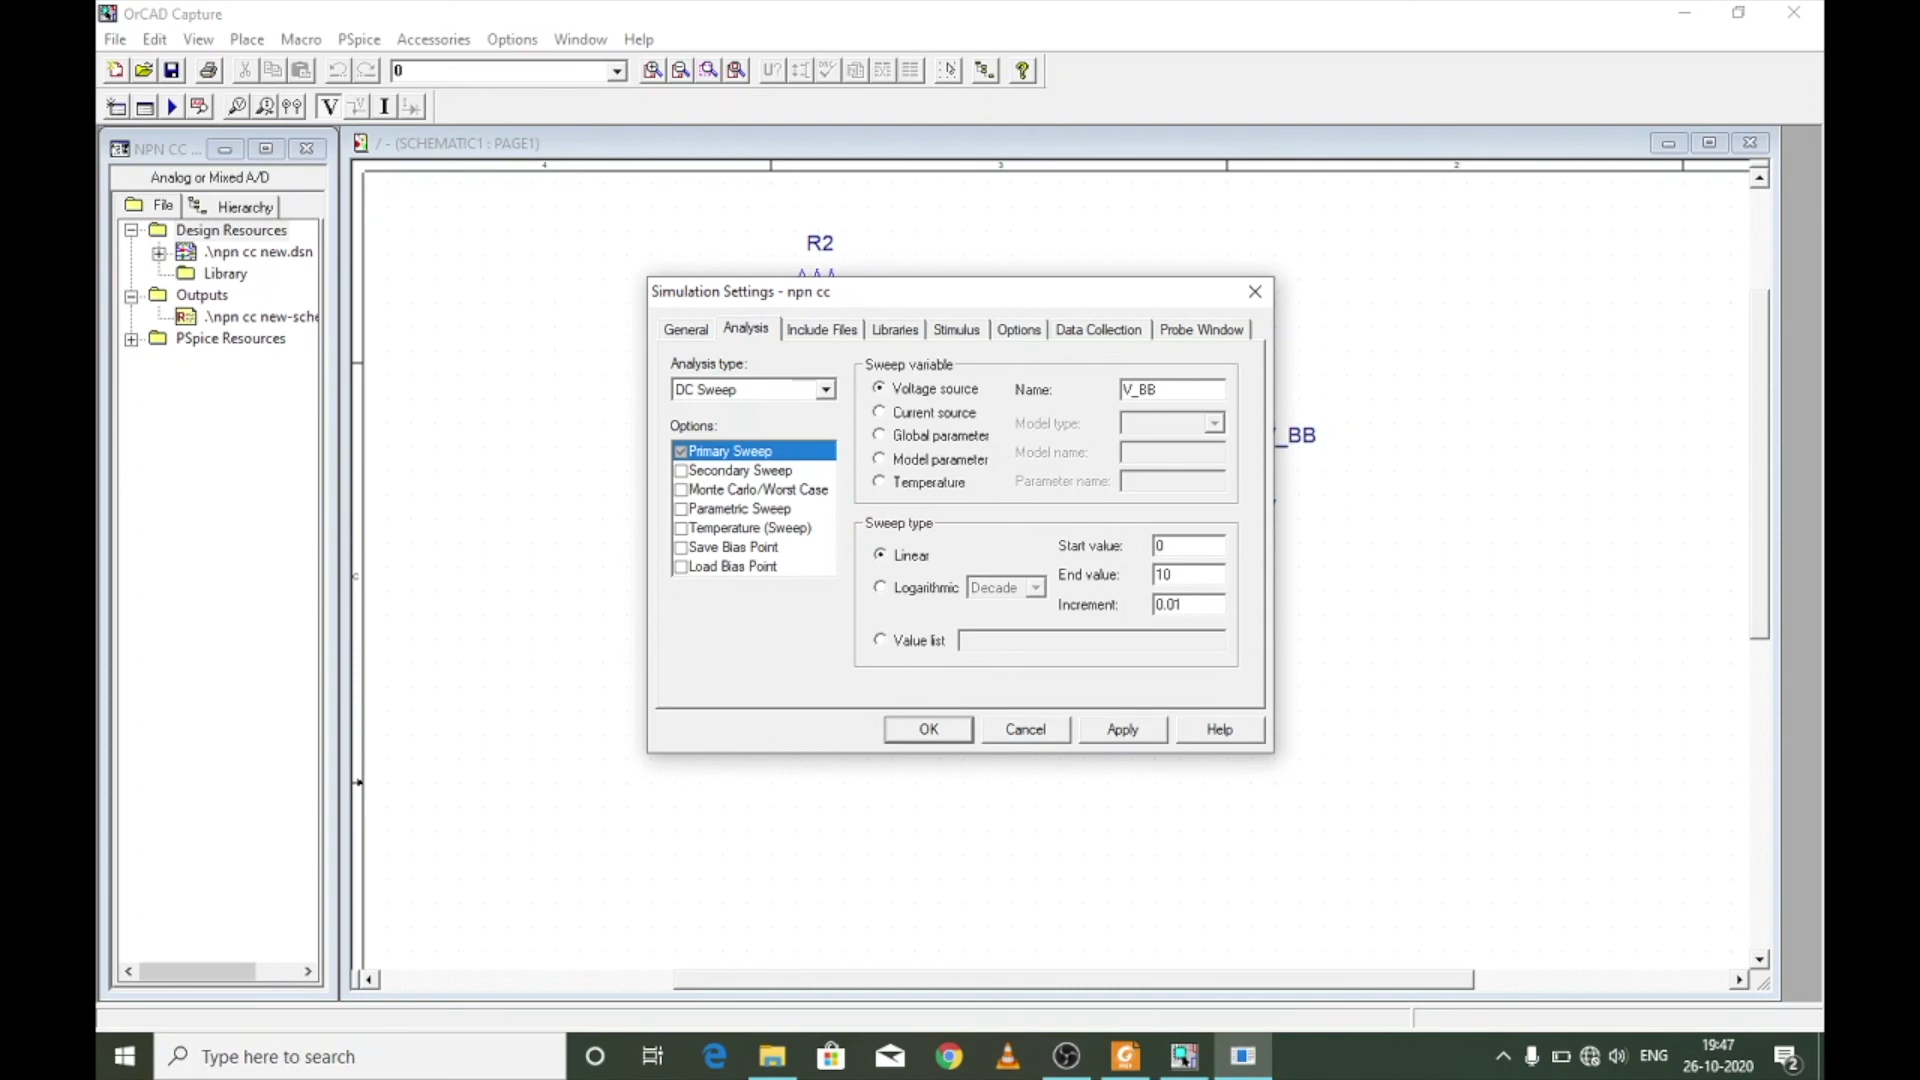 OrCAD Capture
File Edit View Place Macro PSpice Accessories Options Window Help
0
U?
V I
NPN CC ...
/ - (SCHEMATIC1 : PAGE1)
Analog or Mixed A/D
File Hierarchy
Design Resources
.\npn cc new.dsn
Library
Outputs
.\npn cc new-sche
PSpice Resources
4 3 2
C
R2
_BB
Simulation Settings - npn cc
General Analysis Include Files Libraries Stimulus Options Data Collection Probe Window
Analysis type:
DC Sweep
Options:
Primary Sweep
Secondary Sweep
Monte Carlo/Worst Case
Parametric Sweep
Temperature (Sweep)
Save Bias Point
Load Bias Point
Sweep variable
Voltage source Name: V_BB
Current source
Global parameter Model type:
Model parameter Model name:
Temperature Parameter name:
Sweep type
Linear Start value: 0
End value: 10
Logarithmic Decade Increment: 0.01
Value list
OK Cancel Apply Help
Type here to search
ENG
19:47
26-10-2020
2